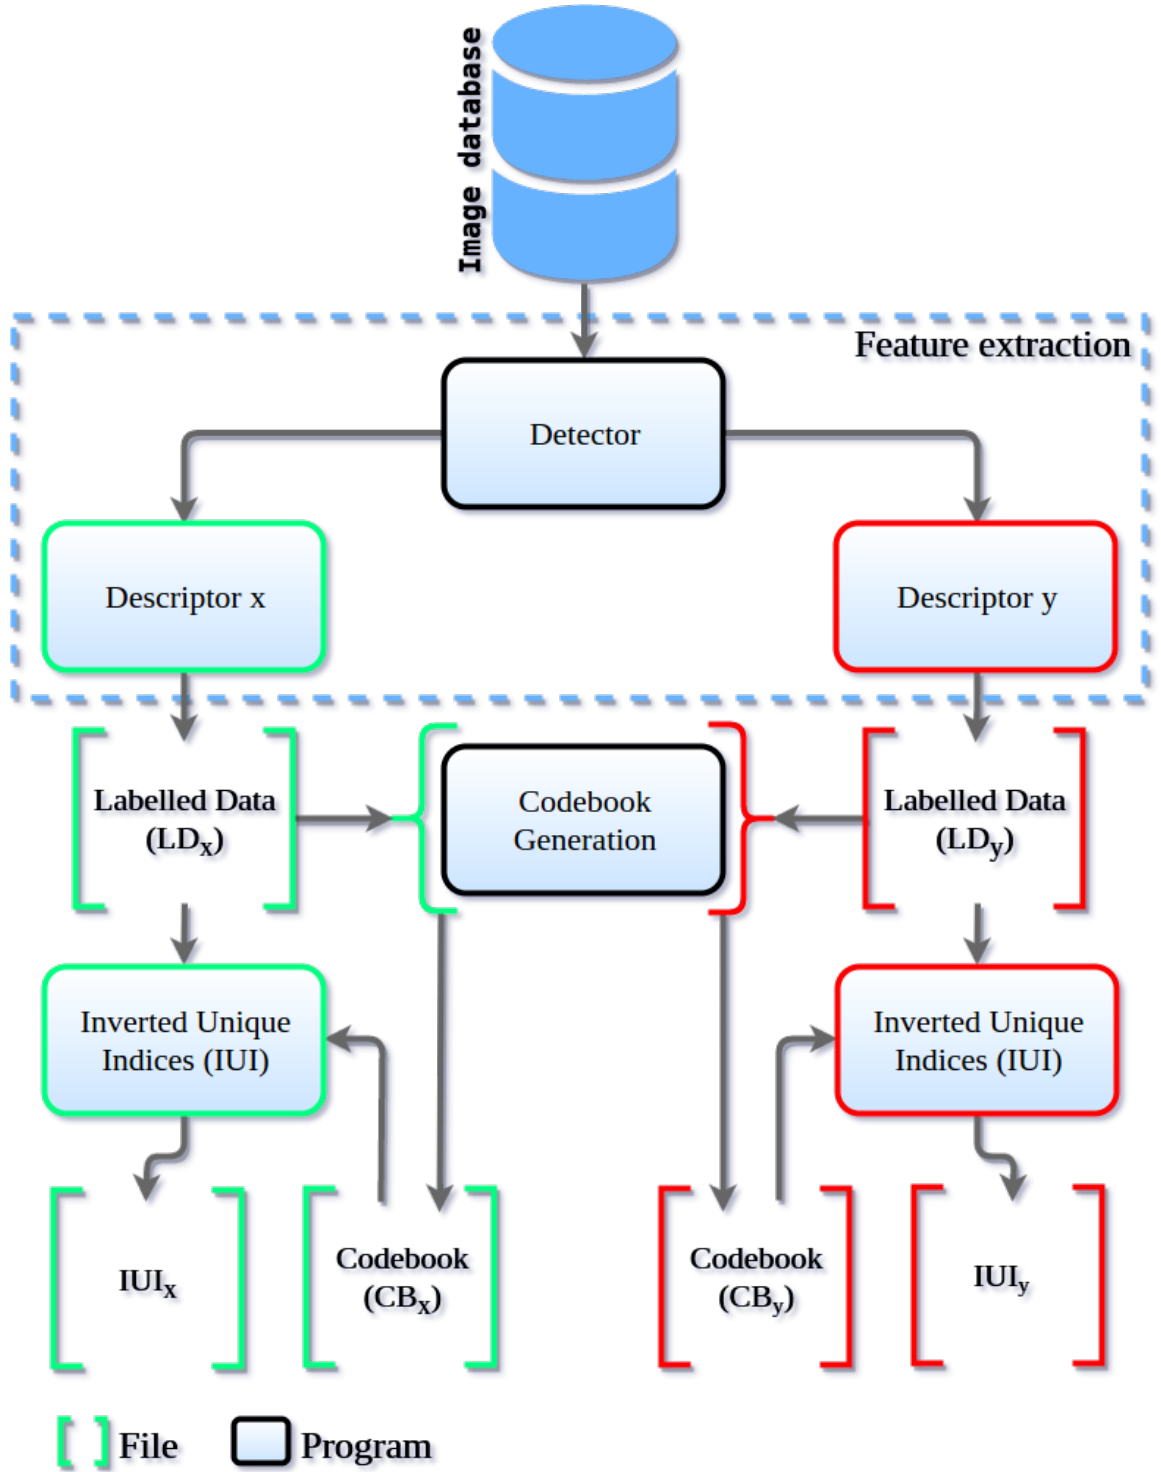 Image database
Feature extraction
Detector
Descriptor x
Descriptor y
Labelled Data
(LDx)
Codebook
Generation
Labelled Data
(LDy)
Inverted Unique
Indices (IUI)
Inverted Unique
Indices (IUI)
IUIx
Codebook
(CBx)
Codebook
(CBy)
IUIy
File
Program